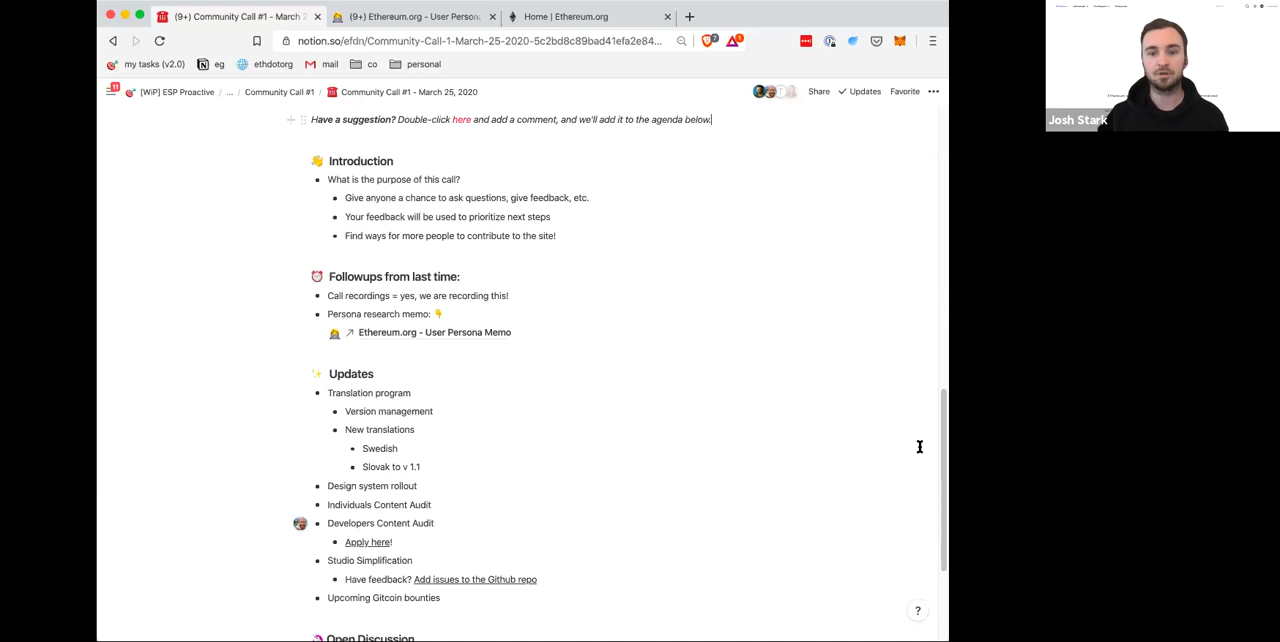 (9+) Community Call #1 - March 2
(9+) Ethereum.org - User Person
Home | Ethereum.org
notion.so/efdn/Community-Call-1-March-25-2020-5c2bd8c89bad41efa2e84...
7
1
my tasks (v2.0)
eg
ethdotorg
mail
co
personal
11
[WiP] ESP Proactive / ... / Community Call #1 / Community Call #1 - March 25, 2020
Share
Updates
Favorite
Have a suggestion? Double-click here and add a comment, and we'll add it to the agenda below.
Introduction
What is the purpose of this call?
Give anyone a chance to ask questions, give feedback, etc.
Your feedback will be used to prioritize next steps
Find ways for more people to contribute to the site!
Followups from last time:
Call recordings = yes, we are recording this!
Persona research memo:
Ethereum.org - User Persona Memo
Updates
Translation program
Version management
New translations
Swedish
Slovak to v 1.1
Design system rollout
Individuals Content Audit
Developers Content Audit
Apply here!
Studio Simplification
Have feedback? Add issues to the Github repo
Upcoming Gitcoin bounties
Open Discussion
?
Josh Stark